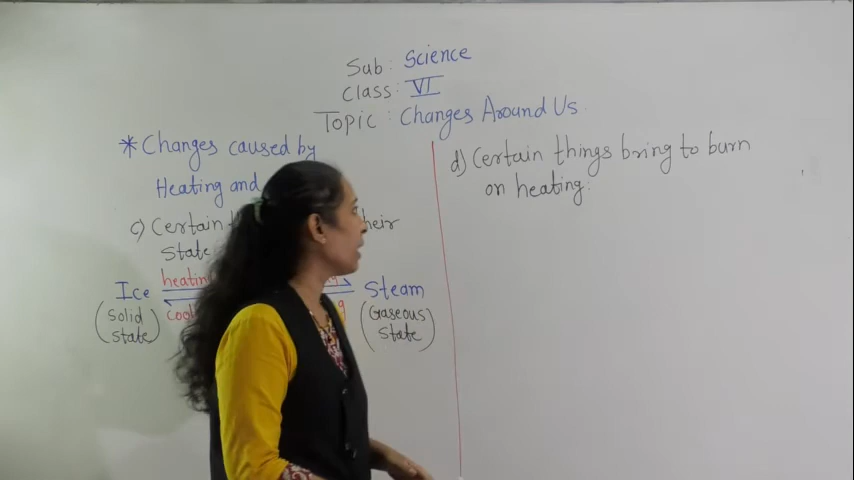 Sub: Science
Class: VI
Topic: Changes Around Us.
* Changes caused by
Heating and
c) Certain
State
Ice heating Steam
(Solid State) (Gaseous State)
d) Certain things bring to burn
on heating: